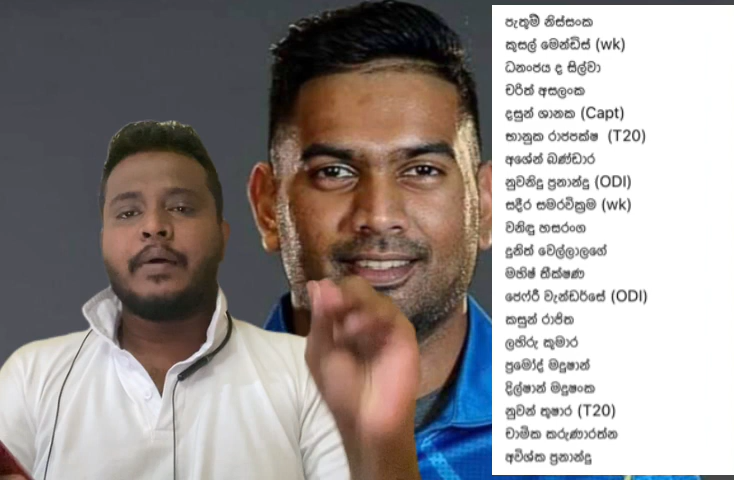 පැතුම් නිස්සංක
කුසල් මෙන්ඩිස් (wk)
ධනංජය ද සිල්වා
චරිත් අසලංක
දසුන් ශානක (Capt)
භානුක රාජපක්ෂ (T20)
අශේන් බණ්ඩාර
නුවනිදු ප්‍රනාන්දු (ODI)
සදීර සමරවික්‍රම (wk)
වනිඳු හසරංග
දුනිත් වෙල්ලාලගේ
මහිෂ් තීක්ෂණ
ජෙෆ්රි වැන්ඩර්සේ (ODI)
කසුන් රාජිත
ලහිරු කුමාර
ප්‍රමෝද් මදුෂාන්
දිල්ෂාන් මදුෂංක
නුවන් තුෂාර (T20)
චාමික කරුණාරත්න
අවිශ්ක ප්‍රනාන්දු